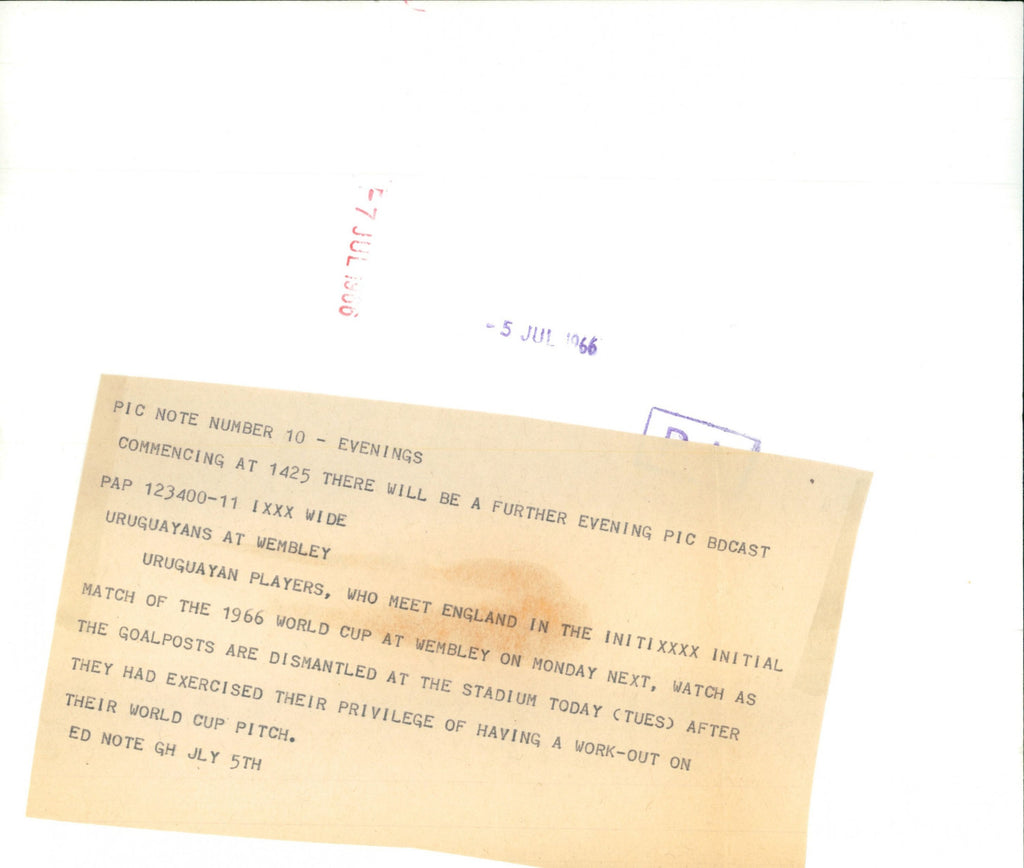 -7 JUL 1966
-5 JUL 1966
PIC NOTE NUMBER 10 - EVENINGS
COMMENCING AT 1425 THERE WILL BE A FURTHER EVENING PIC BDCAST
PAP 123400-11 IXXX WIDE
URUGUAYANS AT WEMBLEY
URUGUAYAN PLAYERS, WHO MEET ENGLAND IN THE INITIXXXX INITIAL
MATCH OF THE 1966 WORLD CUP AT WEMBLEY ON MONDAY NEXT, WATCH AS
THE GOALPOSTS ARE DISMANTLED AT THE STADIUM TODAY (TUES) AFTER
THEY HAD EXERCISED THEIR PRIVILEGE OF HAVING A WORK-OUT ON
THEIR WORLD CUP PITCH.
ED NOTE GH JLY 5TH